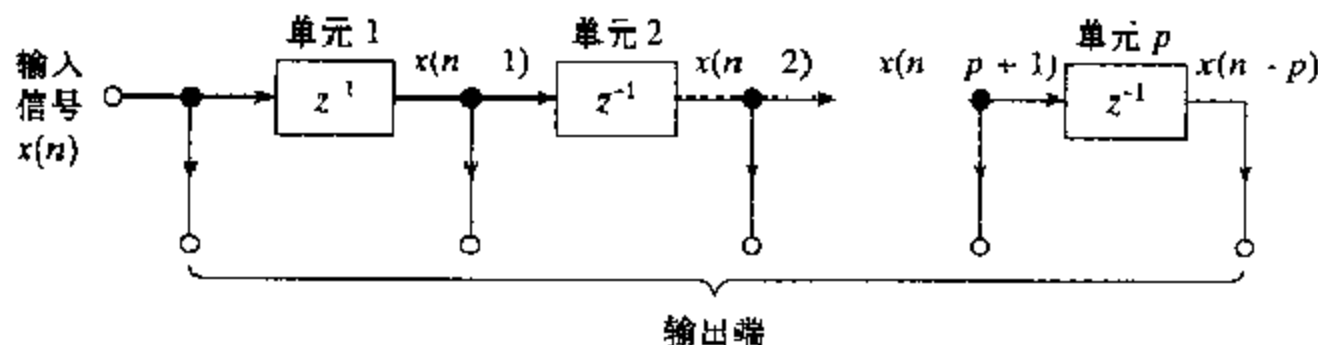 输入
信号
x(n)
单元 1
z⁻¹
x(n 1)
单元 2
z⁻¹
x(n 2)
x(n p + 1)
单元 p
z⁻¹
x(n - p)
输出端